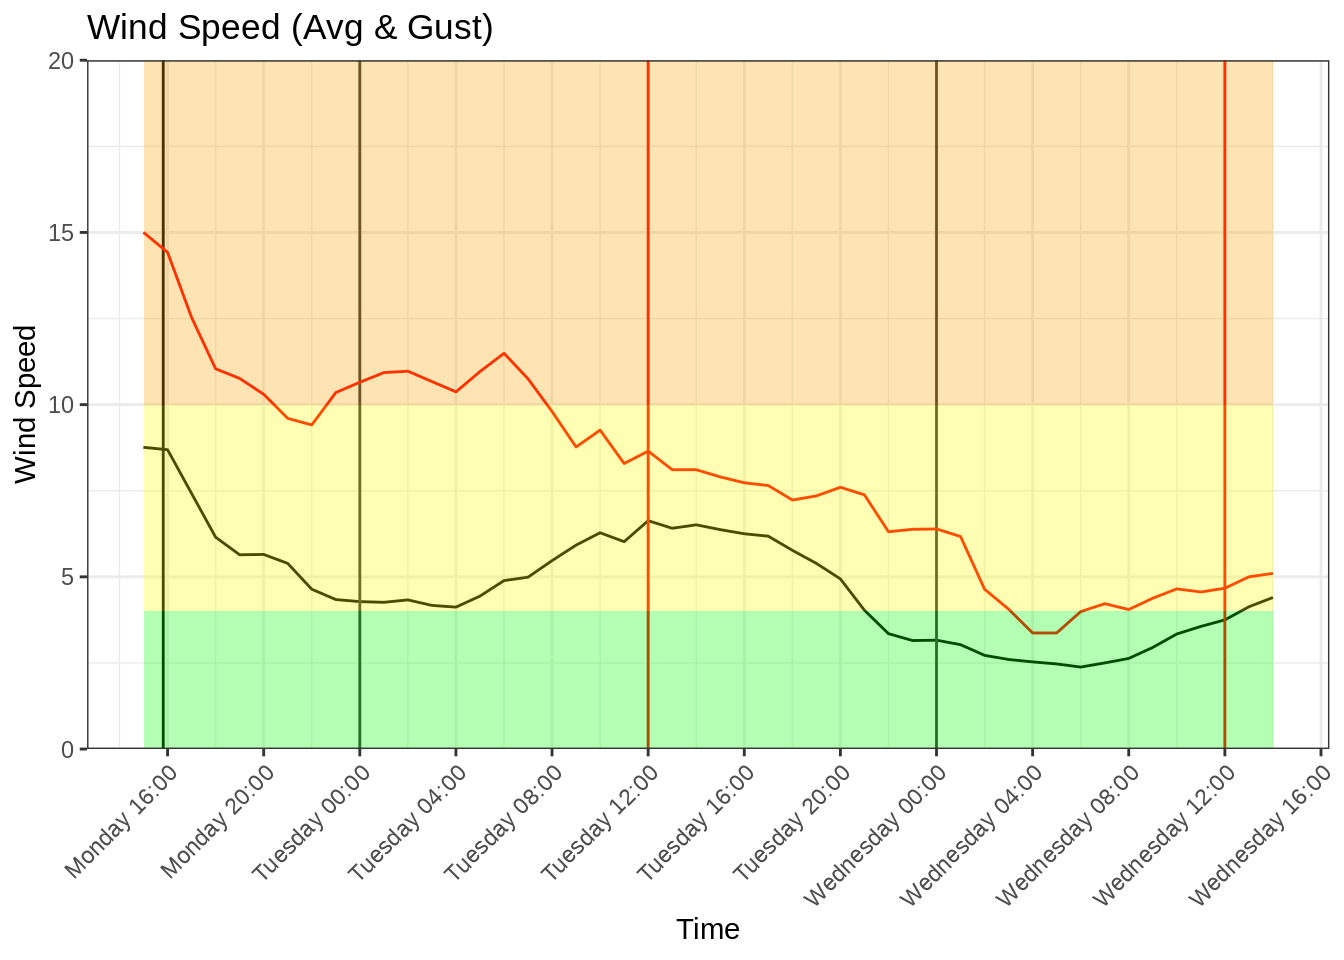 Wind Speed (Avg & Gust)
20
15
10
5
0
Wind Speed
Monday 16:00
Monday 20:00
Tuesday 00:00
Tuesday 04:00
Tuesday 08:00
Tuesday 12:00
Tuesday 16:00
Tuesday 20:00
Wednesday 00:00
Wednesday 04:00
Wednesday 08:00
Wednesday 12:00
Wednesday 16:00
Time